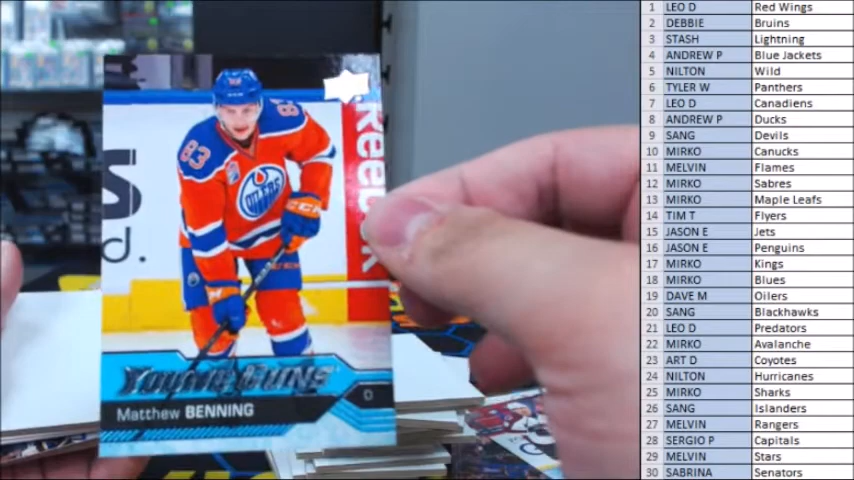 83
83
OILERS
CCM
Reebok
s
d.
YOUNG GUNS
Matthew BENNING
D
1 LEO D Red Wings
2 DEBBIE Bruins
3 STASH Lightning
4 ANDREW P Blue Jackets
5 NILTON Wild
6 TYLER W Panthers
7 LEO D Canadiens
8 ANDREW P Ducks
9 SANG Devils
10 MIRKO Canucks
11 MELVIN Flames
12 MIRKO Sabres
13 MIRKO Maple Leafs
14 TIM T Flyers
15 JASON E Jets
16 JASON E Penguins
17 MIRKO Kings
18 MIRKO Blues
19 DAVE M Oilers
20 SANG Blackhawks
21 LEO D Predators
22 MIRKO Avalanche
23 ART D Coyotes
24 NILTON Hurricanes
25 MIRKO Sharks
26 SANG Islanders
27 MELVIN Rangers
28 SERGIO P Capitals
29 MELVIN Stars
30 SABRINA Senators